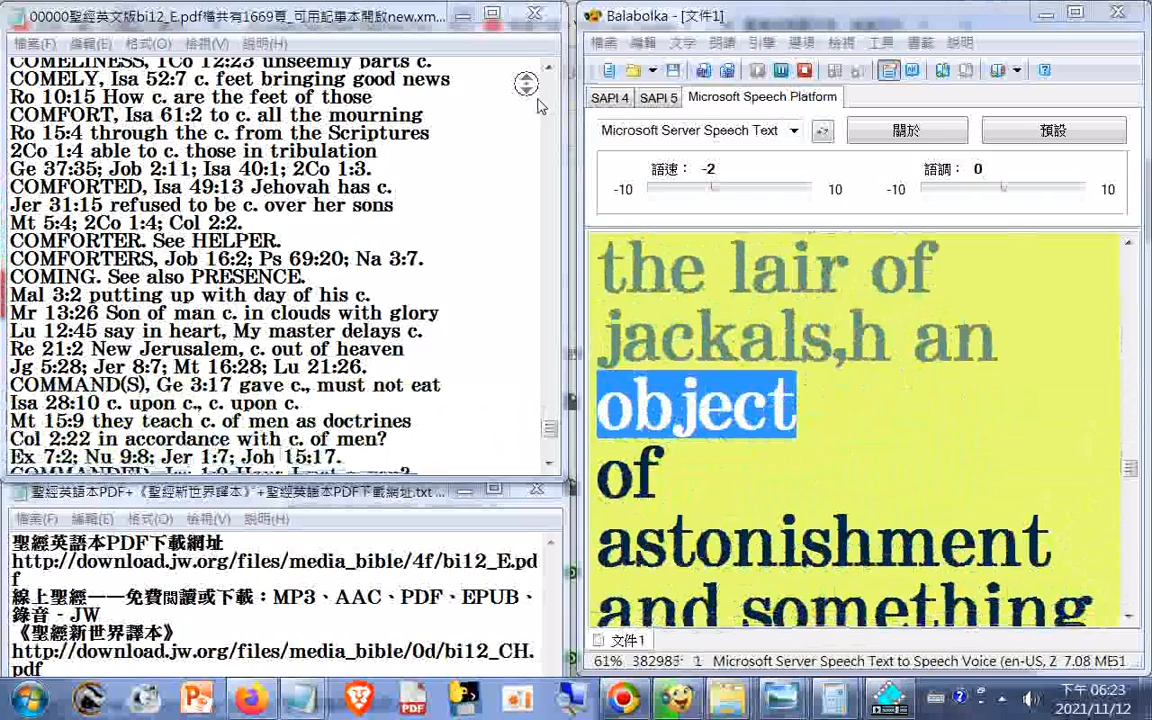 00000聖經英文版bi12_E.pdf檔共有1669頁_可用記事本開啟new.xm...
檔案(F) 編輯(E) 格式(O) 檢視(V) 說明(H)
COMELINESS, 1Co 12:23 unseemly parts c.
COMELY, Isa 52:7 c. feet bringing good news
Ro 10:15 How c. are the feet of those
COMFORT, Isa 61:2 to c. all the mourning
Ro 15:4 through the c. from the Scriptures
2Co 1:4 able to c. those in tribulation
Ge 37:35; Job 2:11; Isa 40:1; 2Co 1:3.
COMFORTED, Isa 49:13 Jehovah has c.
Jer 31:15 refused to be c. over her sons
Mt 5:4; 2Co 1:4; Col 2:2.
COMFORTER. See HELPER.
COMFORTERS, Job 16:2; Ps 69:20; Na 3:7.
COMING. See also PRESENCE.
Mal 3:2 putting up with day of his c.
Mr 13:26 Son of man c. in clouds with glory
Lu 12:45 say in heart, My master delays c.
Re 21:2 New Jerusalem, c. out of heaven
Jg 5:28; Jer 8:7; Mt 16:28; Lu 21:26.
COMMAND(S), Ge 3:17 gave c., must not eat
Isa 28:10 c. upon c., c. upon c.
Mt 15:9 they teach c. of men as doctrines
Col 2:22 in accordance with c. of men?
Ex 7:2; Nu 9:8; Jer 1:7; Joh 15:17.
聖經英語本PDF+《聖經新世界譯本》+聖經英語本PDF下載網址.txt ...
檔案(F) 編輯(E) 格式(O) 檢視(V) 說明(H)
聖經英語本PDF下載網址
http://download.jw.org/files/media_bible/4f/bi12_E.pd
f
線上聖經——免費閱讀或下載：MP3、AAC、PDF、EPUB、
錄音 - JW
《聖經新世界譯本》
http://download.jw.org/files/media_bible/0d/bi12_CH.
pdf
Balabolka - [文件1]
檔案 編輯 文字 朗讀 引擎 選項 檢視 工具 書籤 說明
SAPI 4 SAPI 5 Microsoft Speech Platform
Microsoft Server Speech Text 關於 預設
語速： -2 語調： 0
-10 10 -10 10
the lair of
jackals,h an
object
of
astonishment
and something
文件1
61% Microsoft Server Speech Text to Speech Voice (en-US, Z 7.08 ME51
下午 06:23
2021/11/12